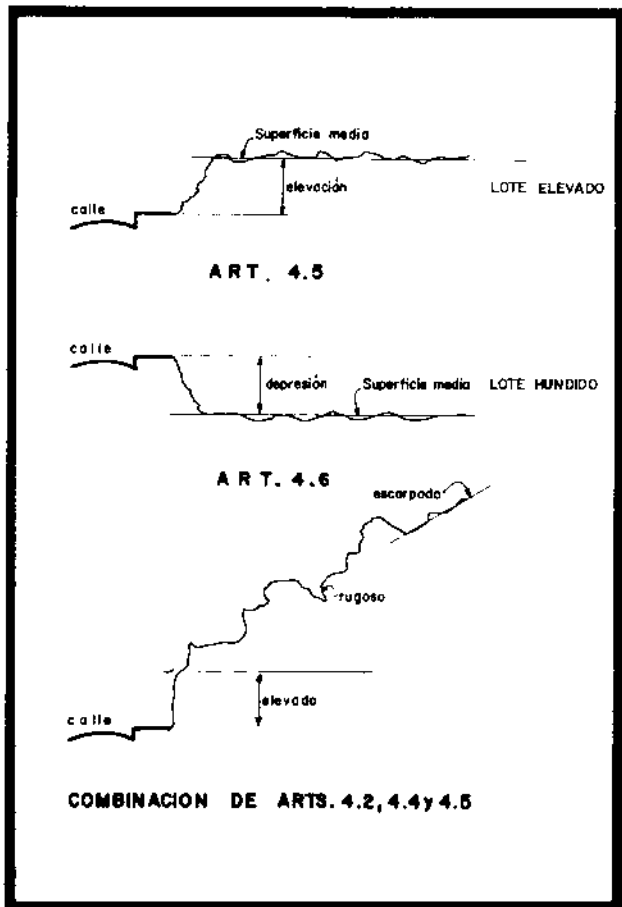 Superficie media
elevación
LOTE ELEVADO
calle
ART. 4.5
calle
depresión
Superficie media
LOTE HUNDIDO
ART. 4.6
escarpado
rugoso
elevado
calle
COMBINACION DE ARTS. 4.2, 4.4 y 4.5